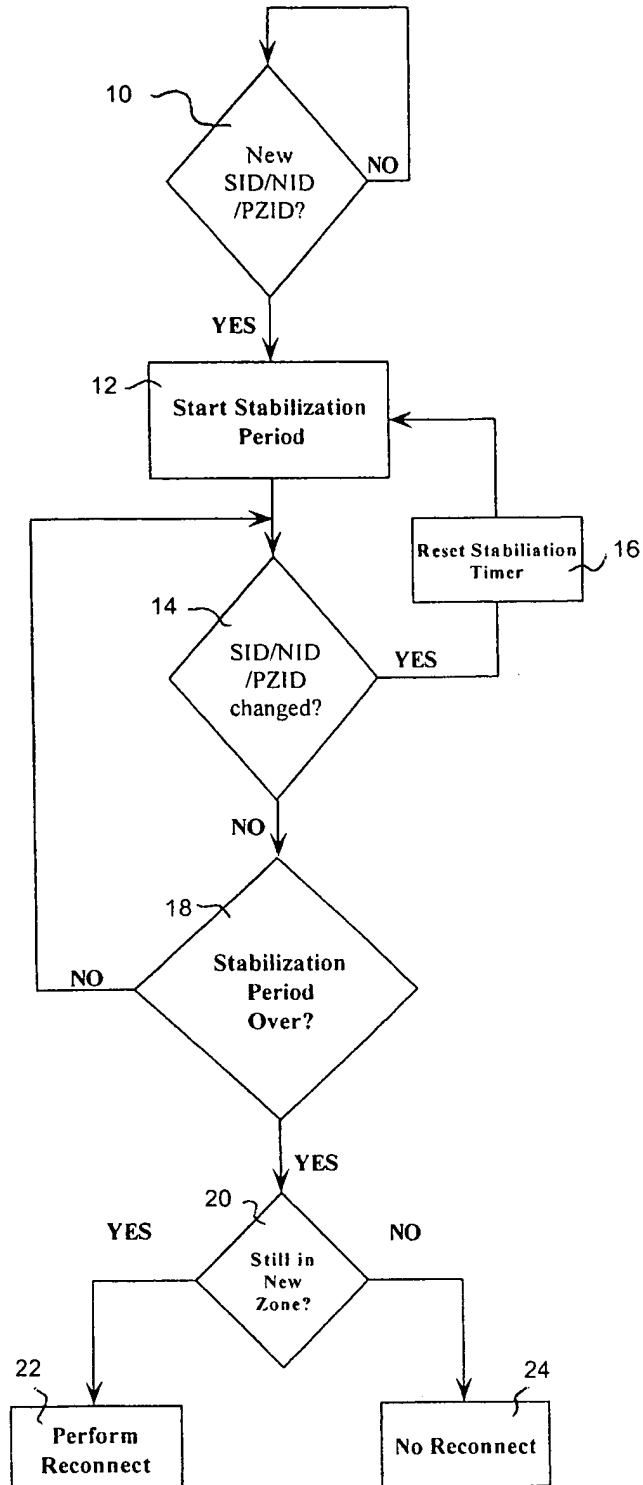 10
New
SID/NID
/PZID?
NO
YES
12
Start Stabilization
Period
Reset Stabiliation
Timer
16
14
SID/NID
/PZID
changed?
YES
NO
18
Stabilization
Period
Over?
NO
YES
20
YES
NO
Still in
New
Zone?
22
Perform
Reconnect
24
No Reconnect